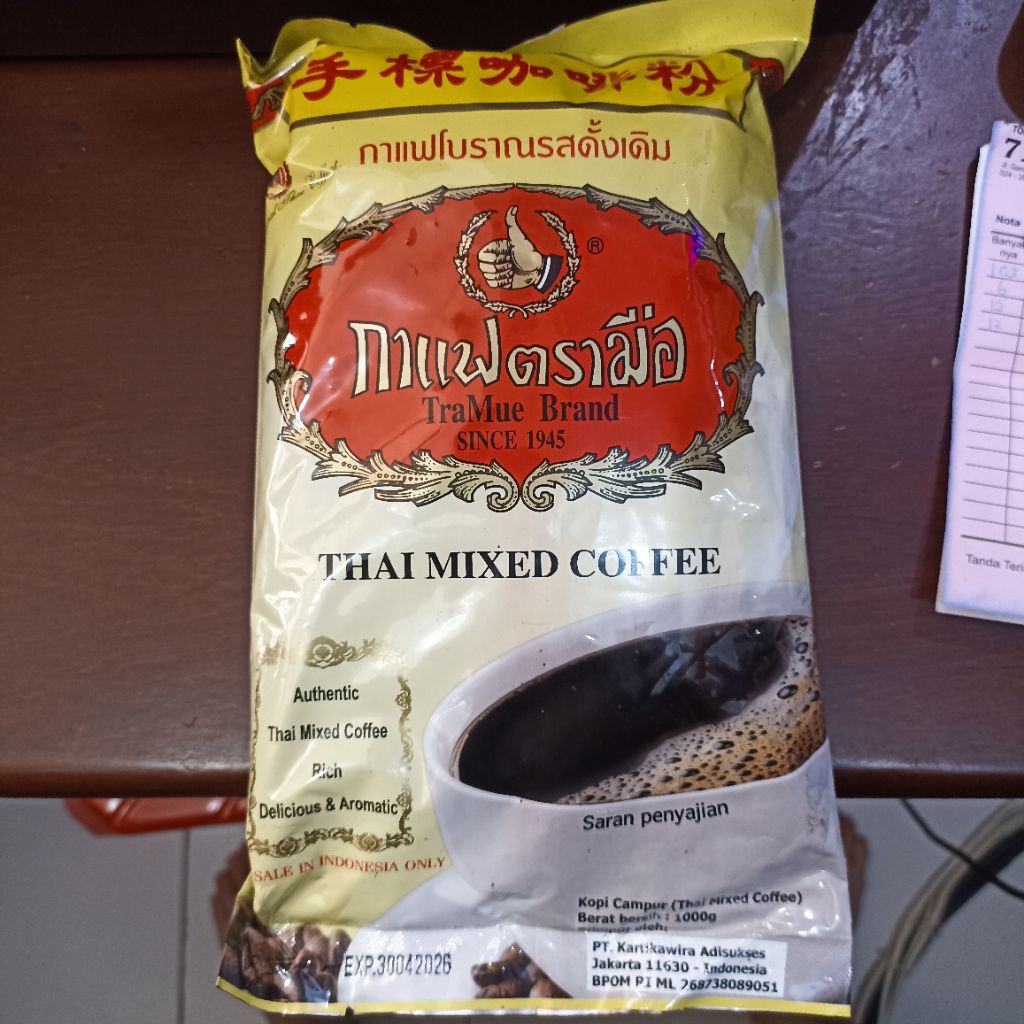 手標咖啡粉
กาแฟโบราณรสดั้งเดิม
®
กาแฟตรามือ
TraMue Brand
SINCE 1945
THAI MIXED COFFEE
Authentic
Thai Mixed Coffee
Rich
Delicious & Aromatic
SALE IN INDONESIA ONLY
Saran penyajian
Kopi Campur (Thai Mixed Coffee)
Berat bersih : 1000g
oleh:
PT. Kartikawira Adisukses
Jakarta 11630 - Indonesia
BPOM PI ML 268738089051
EXP.30042026
Nota
nya
Tanda